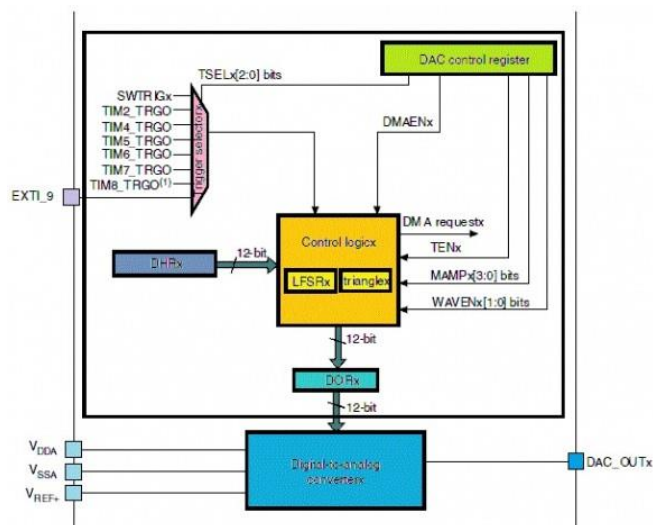 DAC control register
TSELx[2:0] bits
SWTRIGx
TIM2_TRGO
TIM4_TRGO
TIM5_TRGO
TIM6_TRGO
TIM7_TRGO
TIM8_TRGO(1)
Trigger selectorx
DMAENx
EXTI_9
DMA requestx
Control logicx
TENx
12-bit
DHRx
LFSRx
trianglex
MAMPx[3:0] bits
WAVENx[1:0] bits
12-bit
DORx
12-bit
VDDA
VSSA
VREF+
Digital-to-analog
converterx
DAC_OUTx